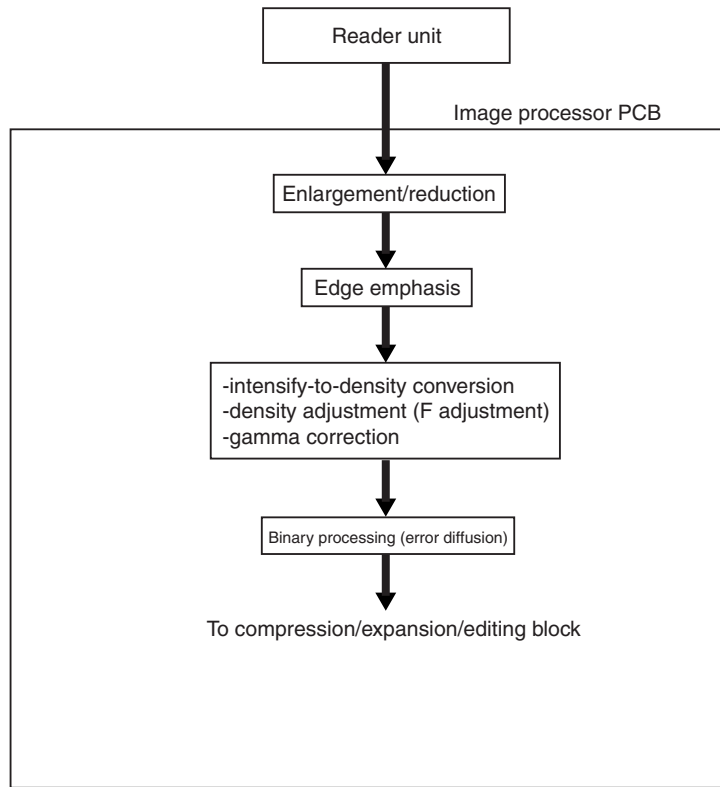 Reader unit
Image processor PCB
Enlargement/reduction
Edge emphasis
-intensify-to-density conversion
-density adjustment (F adjustment)
-gamma correction
Binary processing (error diffusion)
To compression/expansion/editing block